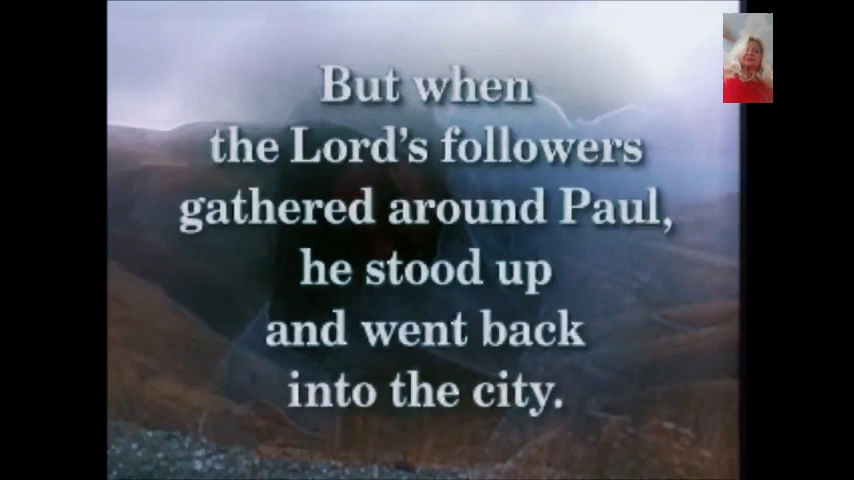 But when
the Lord's followers
gathered around Paul,
he stood up
and went back
into the city.